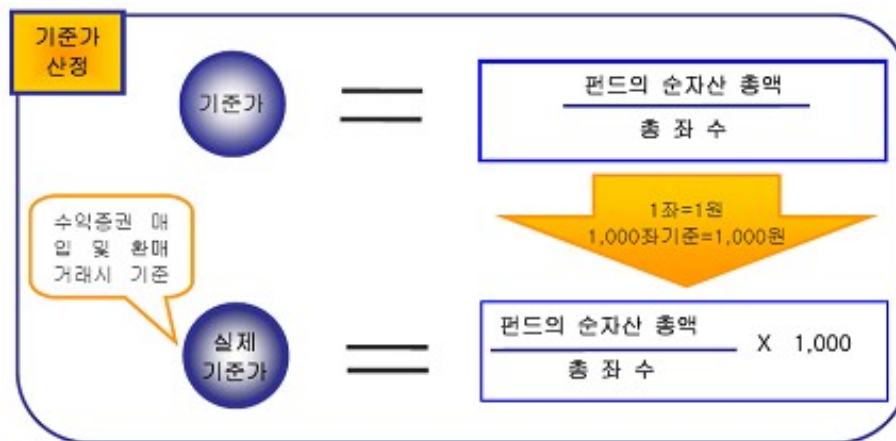 기준가
산정
기준가
펀드의 순자산 총액
총 좌 수
1좌=1원
1,000좌기준=1,000원
수익증권 매
입 및 환매
거래시 기준
실제
기준가
펀드의 순자산 총액
총 좌 수
X 1,000